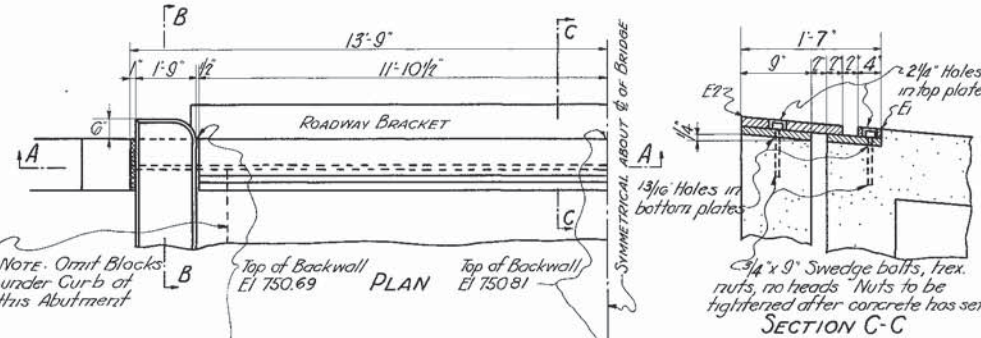 B
C
13'-9"
1"
1'-9"
1/2"
11'-10 1/2"
6"
ROADWAY BRACKET
A
A
SYMMETRICAL ABOUT ℄ OF BRIDGE
C
B
NOTE. Omit Blocks
under Curb at
this Abutment
Top of Backwall
El 750.69
PLAN
Top of Backwall
El 750 81
1'-7"
9"
2"
2"
4"
2 1/4" Holes
in top plate
E2
E1
1/4"
13/16" Holes in
bottom plates
3/4" x 9" Swedge bolts, hex.
nuts, no heads Nuts to be
tightened after concrete has set
SECTION C-C